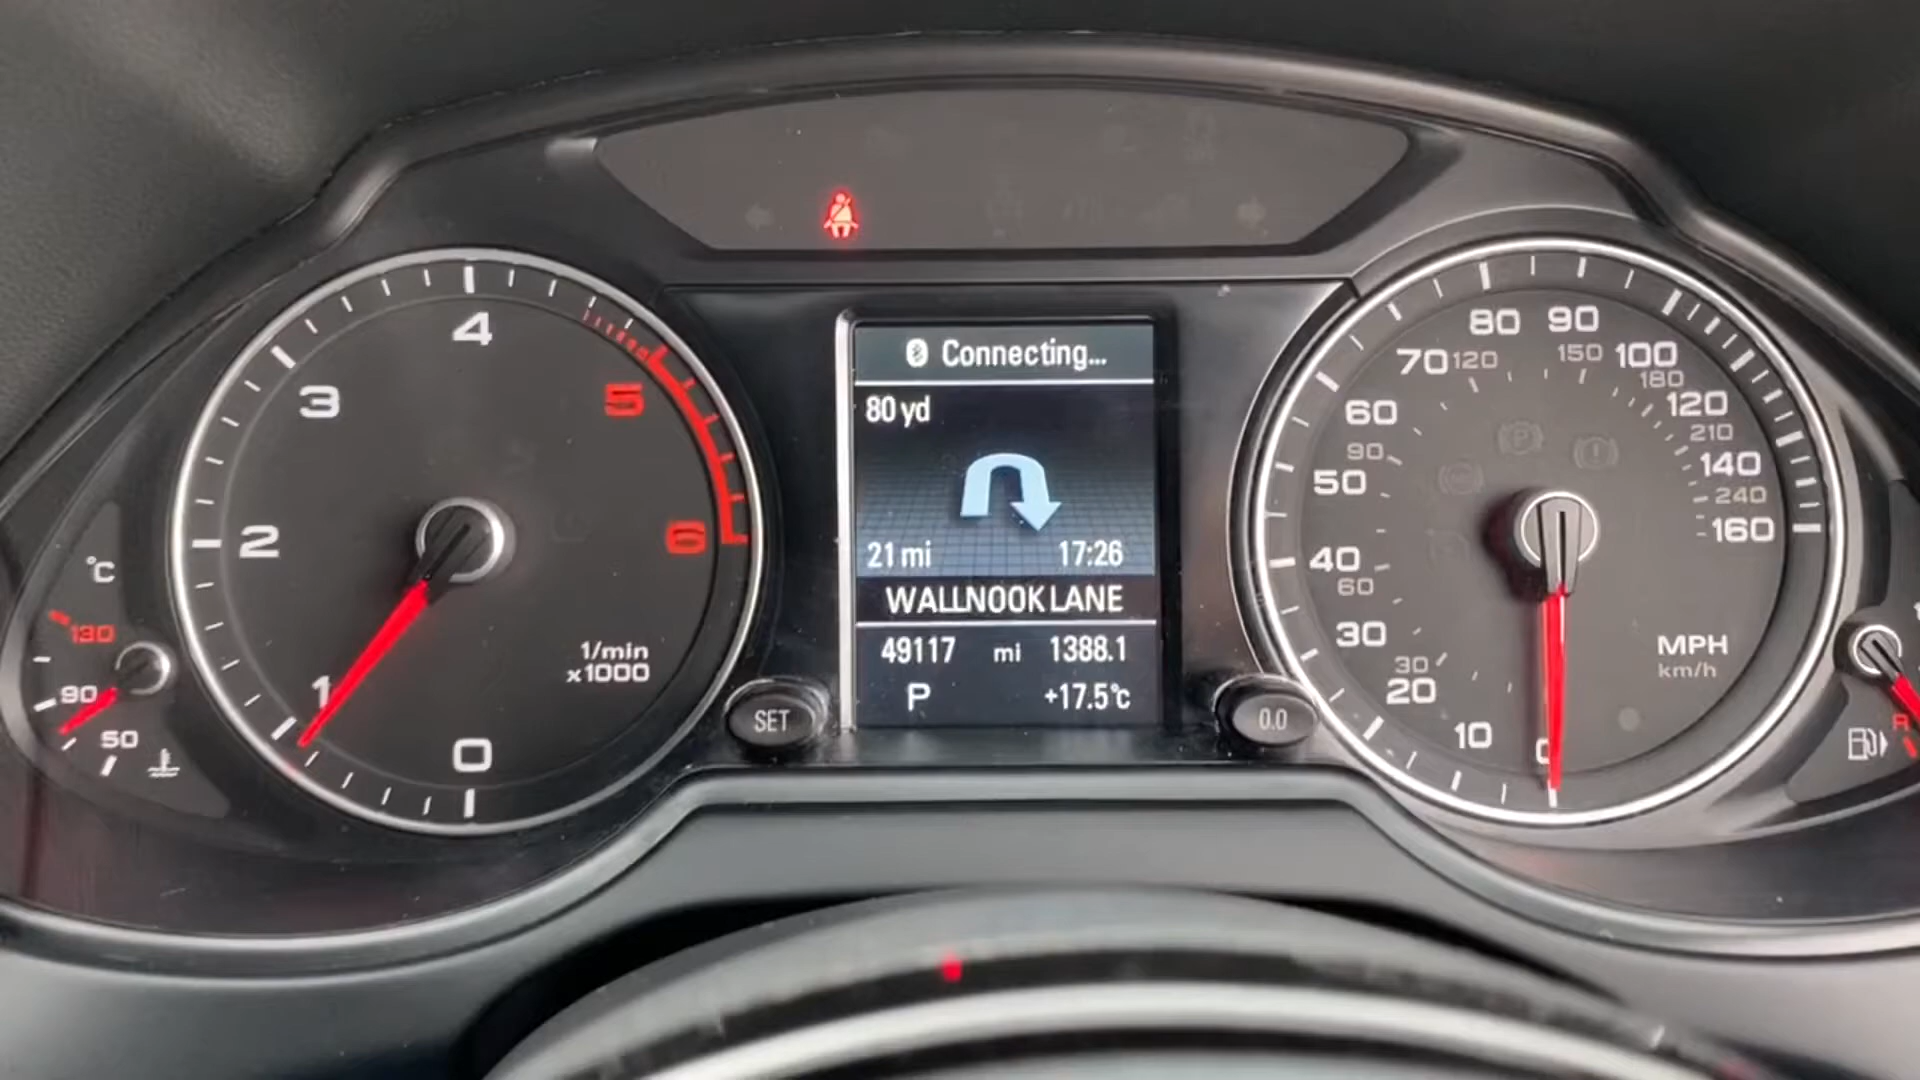 Connecting...
80 yd
21 mi 17:26
WALLNOOK LANE
49117 mi 1388.1
P +17.5°c
SET
0.0
0
1
2
3
4
5
6
1/min
x1000
°c
130
90
50
0
10
20
30
40
50
60
70
80
90
100
120
140
160
30
60
90
120
150
180
210
240
MPH
km/h
P
R